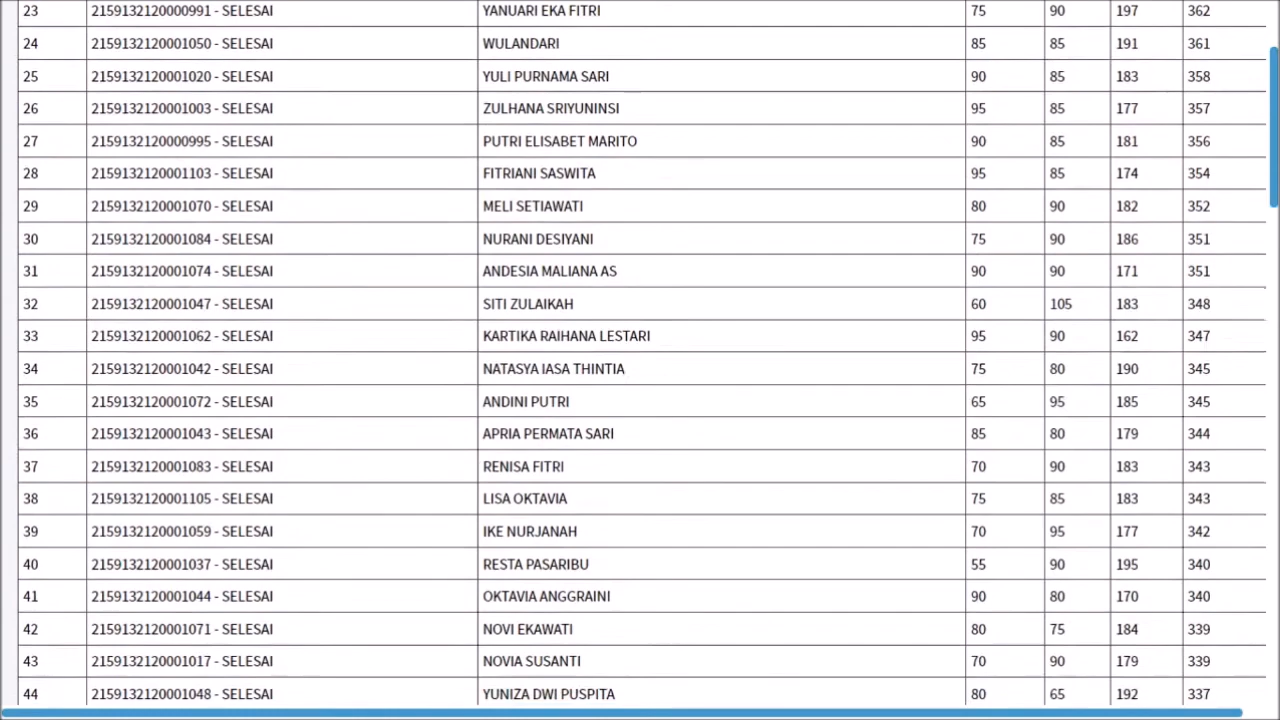 23 2159132120000991 - SELESAI YANUARI EKA FITRI 75 90 197 362
24 2159132120001050 - SELESAI WULANDARI 85 85 191 361
25 2159132120001020 - SELESAI YULI PURNAMA SARI 90 85 183 358
26 2159132120001003 - SELESAI ZULHANA SRIYUNINSI 95 85 177 357
27 2159132120000995 - SELESAI PUTRI ELISABET MARITO 90 85 181 356
28 2159132120001103 - SELESAI FITRIANI SASWITA 95 85 174 354
29 2159132120001070 - SELESAI MELI SETIAWATI 80 90 182 352
30 2159132120001084 - SELESAI NURANI DESIYANI 75 90 186 351
31 2159132120001074 - SELESAI ANDESIA MALIANA AS 90 90 171 351
32 2159132120001047 - SELESAI SITI ZULAIKAH 60 105 183 348
33 2159132120001062 - SELESAI KARTIKA RAIHANA LESTARI 95 90 162 347
34 2159132120001042 - SELESAI NATASYA IASA THINTIA 75 80 190 345
35 2159132120001072 - SELESAI ANDINI PUTRI 65 95 185 345
36 2159132120001043 - SELESAI APRIA PERMATA SARI 85 80 179 344
37 2159132120001083 - SELESAI RENISA FITRI 70 90 183 343
38 2159132120001105 - SELESAI LISA OKTAVIA 75 85 183 343
39 2159132120001059 - SELESAI IKE NURJANAH 70 95 177 342
40 2159132120001037 - SELESAI RESTA PASARIBU 55 90 195 340
41 2159132120001044 - SELESAI OKTAVIA ANGGRAINI 90 80 170 340
42 2159132120001071 - SELESAI NOVI EKAWATI 80 75 184 339
43 2159132120001017 - SELESAI NOVIA SUSANTI 70 90 179 339
44 2159132120001048 - SELESAI YUNIZA DWI PUSPITA 80 65 192 337